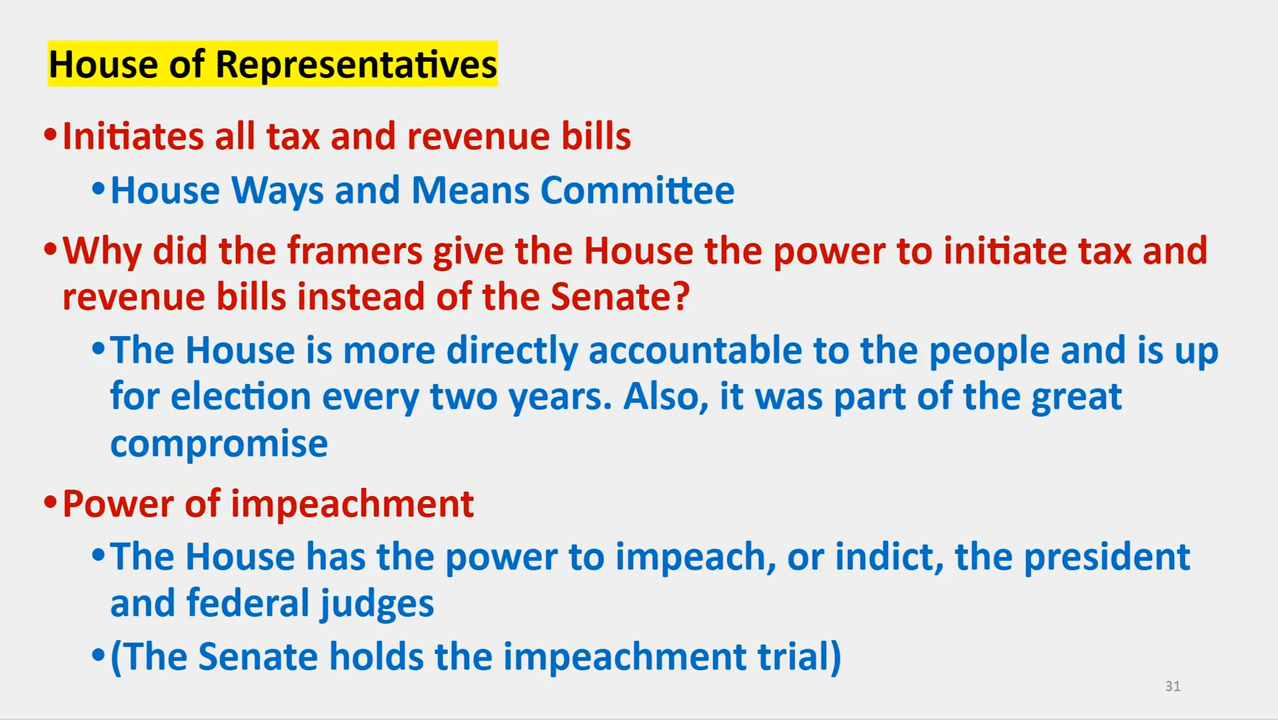 House of Representatives
•Initiates all tax and revenue bills
•House Ways and Means Committee
•Why did the framers give the House the power to initiate tax and
revenue bills instead of the Senate?
•The House is more directly accountable to the people and is up
for election every two years. Also, it was part of the great
compromise
•Power of impeachment
•The House has the power to impeach, or indict, the president
and federal judges
•(The Senate holds the impeachment trial)
31